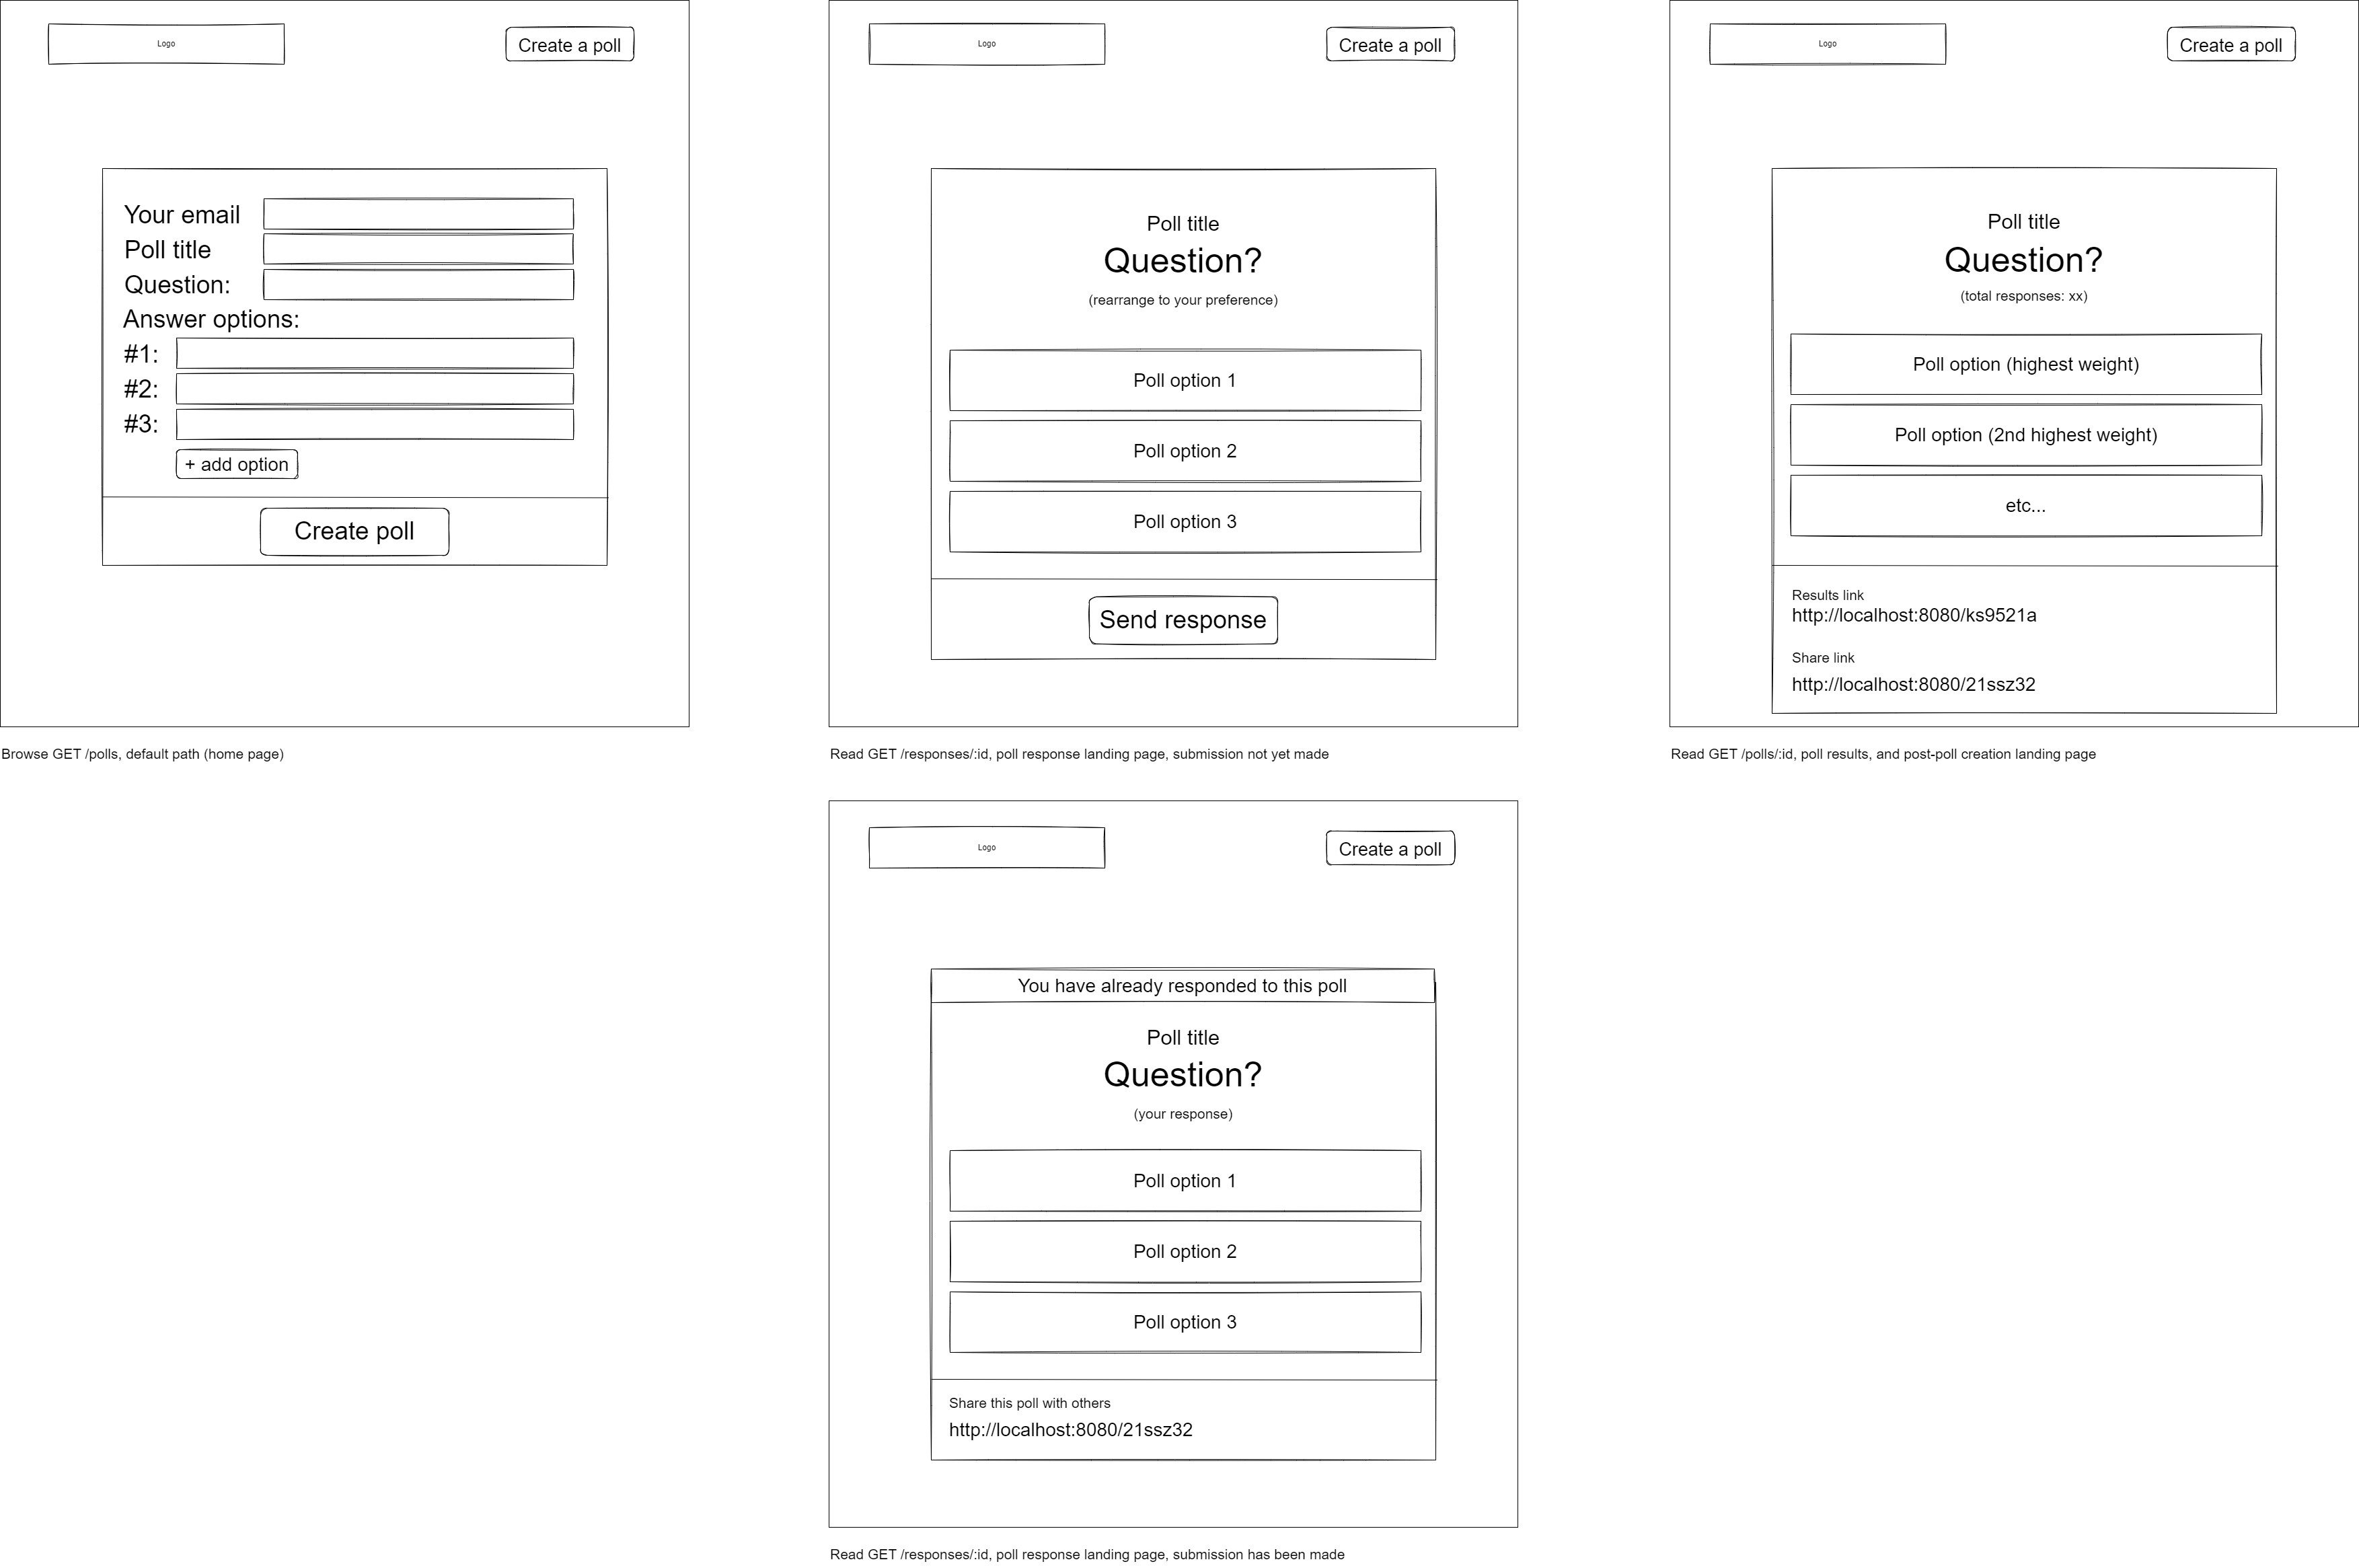 Logo
Create a poll
Your email
Poll title
Question:
Answer options:
#1:
#2:
#3:
+ add option
Create poll
Browse GET /polls, default path (home page)
Logo
Create a poll
Poll title
Question?
(rearrange to your preference)
Poll option 1
Poll option 2
Poll option 3
Send response
Read GET /responses/:id, poll response landing page, submission not yet made
Logo
Create a poll
Poll title
Question?
(total responses: xx)
Poll option (highest weight)
Poll option (2nd highest weight)
etc...
Results link
http://localhost:8080/ks9521a
Share link
http://localhost:8080/21ssz32
Read GET /polls/:id, poll results, and post-poll creation landing page
Logo
Create a poll
You have already responded to this poll
Poll title
Question?
(your response)
Poll option 1
Poll option 2
Poll option 3
Share this poll with others
http://localhost:8080/21ssz32
Read GET /responses/:id, poll response landing page, submission has been made